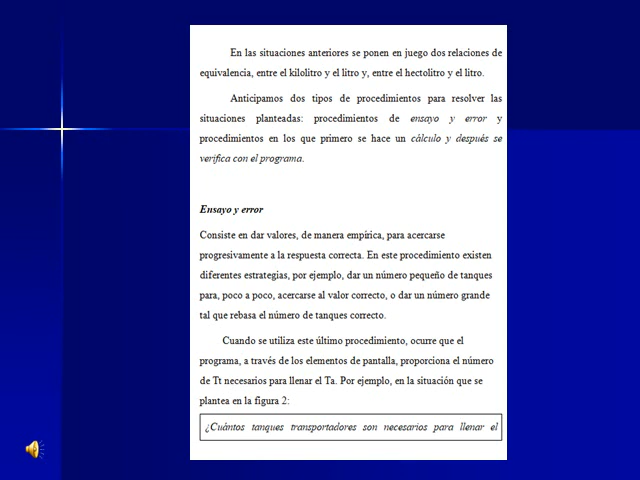 En las situaciones anteriores se ponen en juego dos relaciones de
equivalencia, entre el kilolitro y el litro y, entre el hectolitro y el litro.
Anticipamos dos tipos de procedimientos para resolver las
situaciones planteadas: procedimientos de ensayo y error y
procedimientos en los que primero se hace un cálculo y después se
verifica con el programa.
Ensayo y error
Consiste en dar valores, de manera empírica, para acercarse
progresivamente a la respuesta correcta. En este procedimiento existen
diferentes estrategias, por ejemplo, dar un número pequeño de tanques
para, poco a poco, acercarse al valor correcto, o dar un número grande
tal que rebasa el número de tanques correcto.
Cuando se utiliza este último procedimiento, ocurre que el
programa, a través de los elementos de pantalla, proporciona el número
de Tt necesarios para llenar el Ta. Por ejemplo, en la situación que se
plantea en la figura 2:
¿Cuántos tanques transportadores son necesarios para llenar el